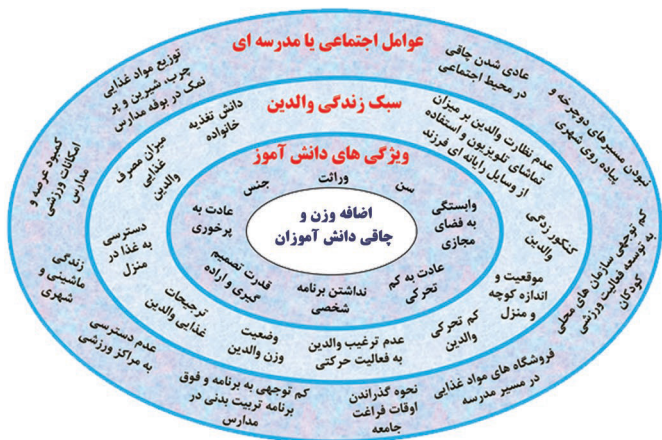 عوامل اجتماعی یا مدرسه ای
عادی شدن چاقی
در محیط اجتماعی
نبودن مسیرهای دوچرخه و
پیاده روی شهری
کم توجهی سازمان های محلی
به توسعه فعالیت ورزشی
کودکان
فروشگاه های مواد غذایی
در مسیر مدرسه
نحوه گذراندن
اوقات فراغت
جامعه
کم توجهی به برنامه و فوق
برنامه تربیت بدنی در
مدارس
عدم دسترسی
به مراکز ورزشی
زندگی
ماشینی و
شهری
کمبود عرصه و
امکانات ورزشی
مدارس
توزیع مواد غذایی
چرب، شیرین و پر
نمک در بوفه مدارس
سبک زندگی والدین
عدم نظارت والدین بر میزان
تماشای تلویزیون و استفاده
از وسایل رایانه ای فرزند
کنکور زدگی
والدین
موقعیت و
اندازه کوچه
و منزل
کم تحرکی
والدین
عدم ترغیب والدین
به فعالیت حرکتی
وضعیت
وزن والدین
ترجیحات
غذایی والدین
دسترسی
به غذا در
منزل
میزان مصرف
غذایی
والدین
دانش تغذیه
خانواده
ویژگی های دانش آموز
سن
وراثت
جنس
وابستگی
به فضای
مجازی
عادت به کم
تحرکی
نداشتن برنامه
شخصی
قدرت تصمیم
گیری و اراده
عادت به
پرخوری
اضافه وزن و
چاقی دانش آموزان